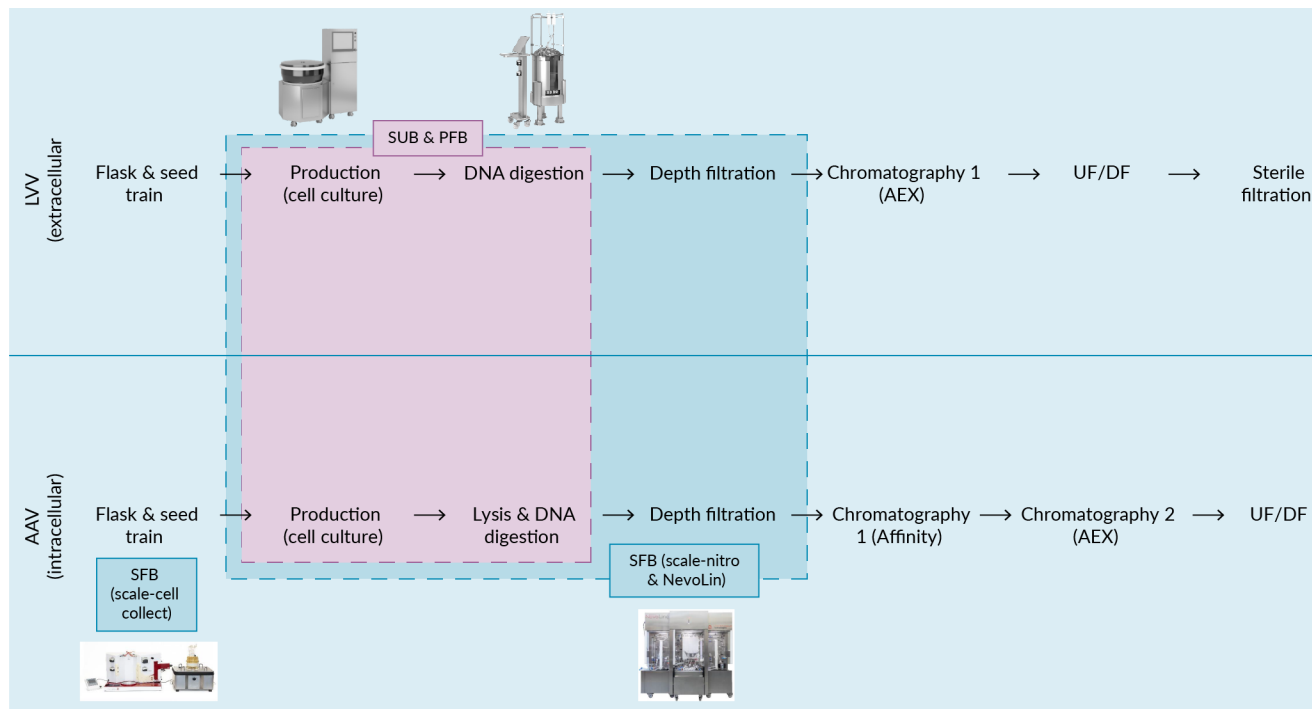 SUB & PFB
LVV
(extracellular
Flask & seed
train
Production
(cell culture)
DNA digestion
Depth filtration
Chromatography 1
(AEX)
UF/DF
Sterile
filtration
AAV
(intracellular)
Flask & seed
train
Production
(cell culture)
Lysis & DNA
digestion
Depth filtration
Chromatography
1 (Affinity)
Chromatography 2
(AEX)
UF/DF
SFB
(scale-cell
collect)
SFB (scale-nitro
& NevoLin)